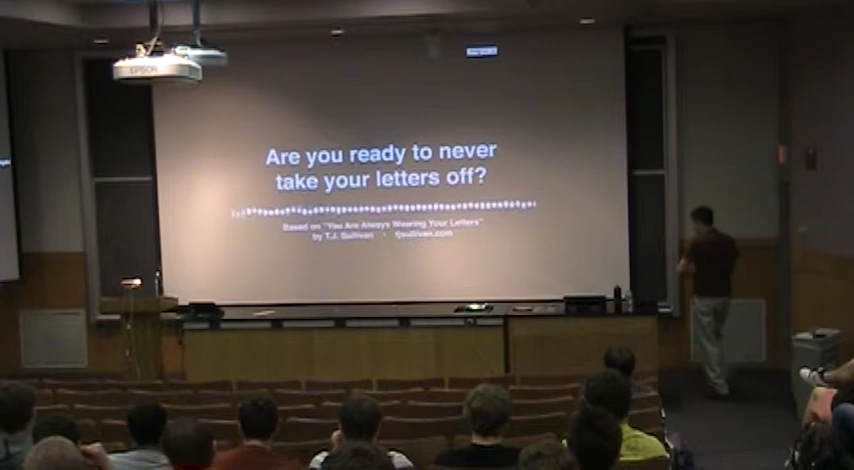 EPSON
Are you ready to never
take your letters off?
Based on "You Are Always Wearing Your Letters"
by T.J. Sullivan · tjsullivan.com